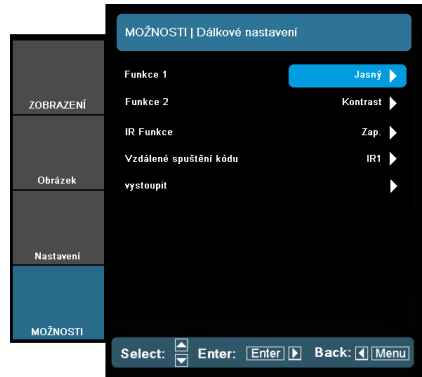 MOŽNOSTI | Dálkové nastavení
Funkce 1 Jasný
Funkce 2 Kontrast
IR Funkce Zap.
Vzdálené spuštění kódu IR1
vystoupit
ZOBRAZENÍ
Obrázek
Nastavení
MOŽNOSTI
Select: Enter: Enter Back: Menu